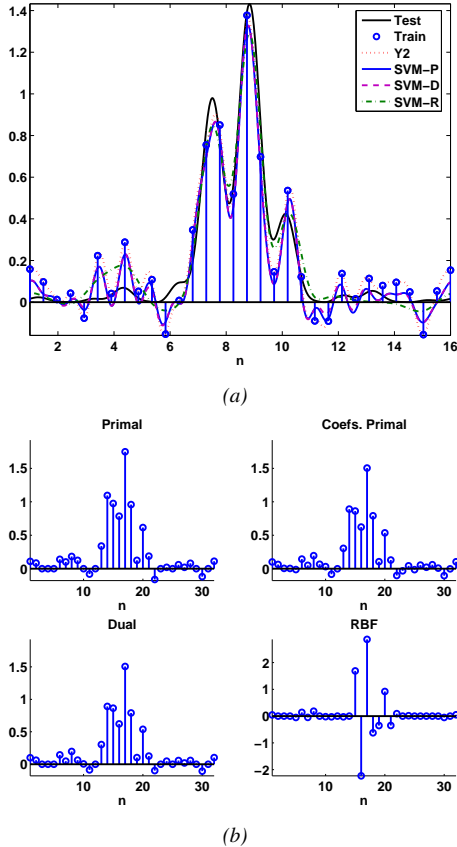 1.4
1.2
1
0.8
0.6
0.4
0.2
0
2 4 6 8 10 12 14 16
n
Test
Train
Y2
SVM−P
SVM−D
SVM−R
(a)
Primal
1.5
1
0.5
0
10 20 30
n
Coefs. Primal
1.5
1
0.5
0
10 20 30
n
Dual
1.5
1
0.5
0
10 20 30
n
RBF
2
1
0
−1
−2
10 20 30
n
(b)